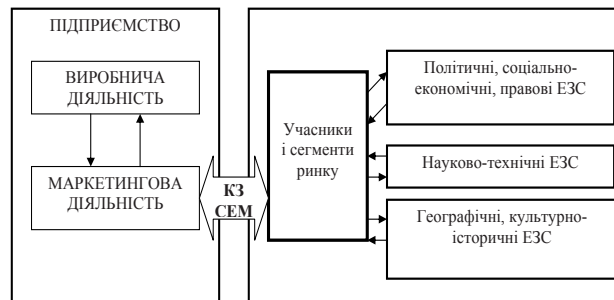 ПІДПРИЄМСТВО
ВИРОБНИЧА
ДІЯЛЬНІСТЬ
МАРКЕТИНГОВА
ДІЯЛЬНІСТЬ
КЗ
СЕМ
Учасники
і сегменти
ринку
Політичні, соціально-
економічні, правові ЕЗС
Науково-технічні ЕЗС
Географічні, культурно-
історичні ЕЗС